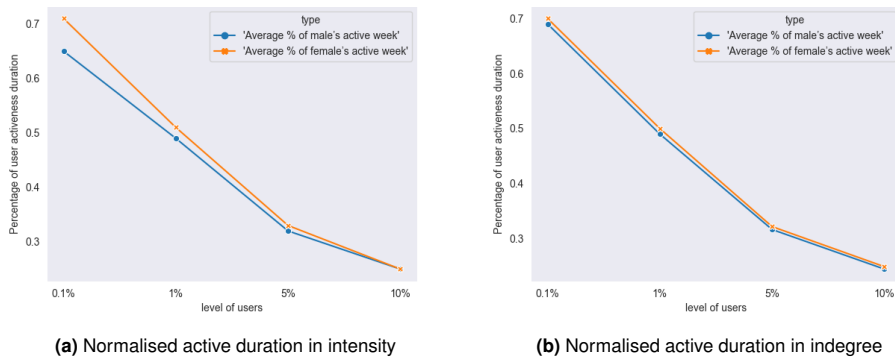 type
'Average % of male's active week'
'Average % of female's active week'
Percentage of user activeness duration
0.7
0.6
0.5
0.4
0.3
0.1%
1%
5%
10%
level of users
(a) Normalised active duration in intensity
type
'Average % of male's active week'
'Average % of female's active week'
Percentage of user activeness duration
0.7
0.6
0.5
0.4
0.3
0.1%
1%
5%
10%
level of users
(b) Normalised active duration in indegree